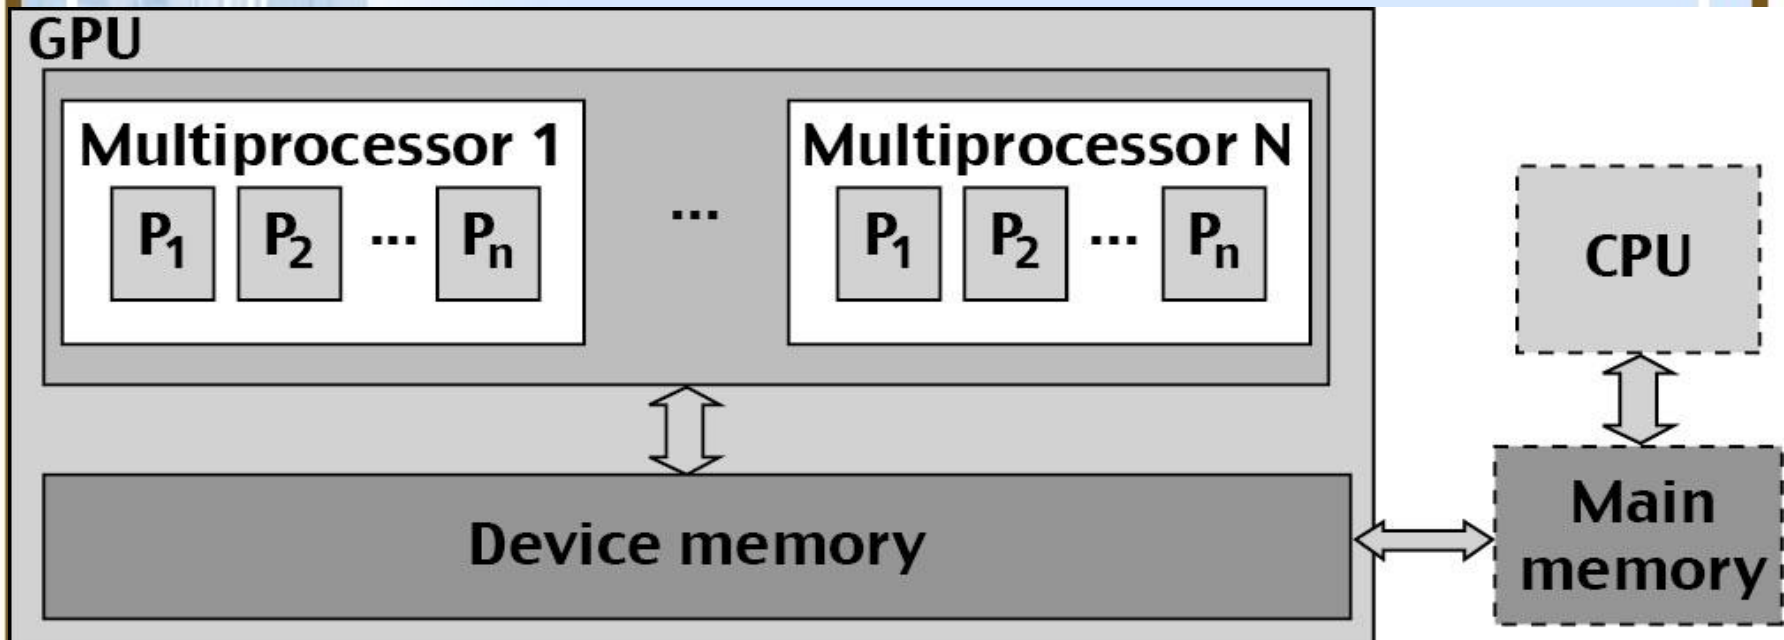 GPU
Multiprocessor 1
P1 P2 ... Pn
...
Multiprocessor N
P1 P2 ... Pn
Device memory
CPU
Main
memory